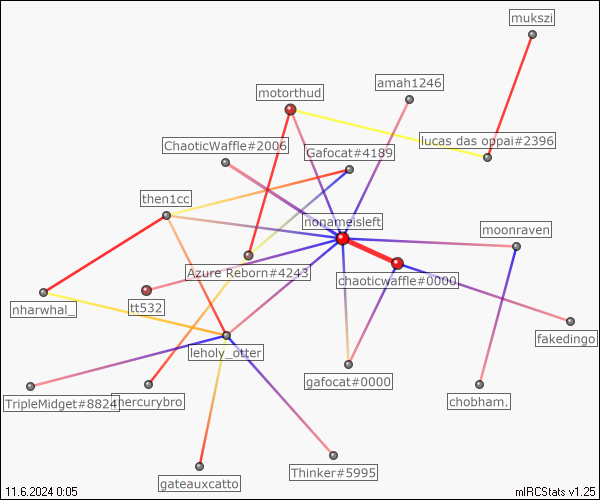 mukszi
amah1246
motorthud
ChaoticWaffle#2006
lucas das oppai#2396
Gafocat#4189
then1cc
nonameisleft
moonraven
Azure Reborn#4243
chaoticwaffle#0000
nharwhal_
tt532
fakedingo
leholy_otter
gafocat#0000
TripleMidget#8824
mercurybro
chobham.
Thinker#5995
gateauxcatto
11.6.2024 0:05
mIRCStats v1.25